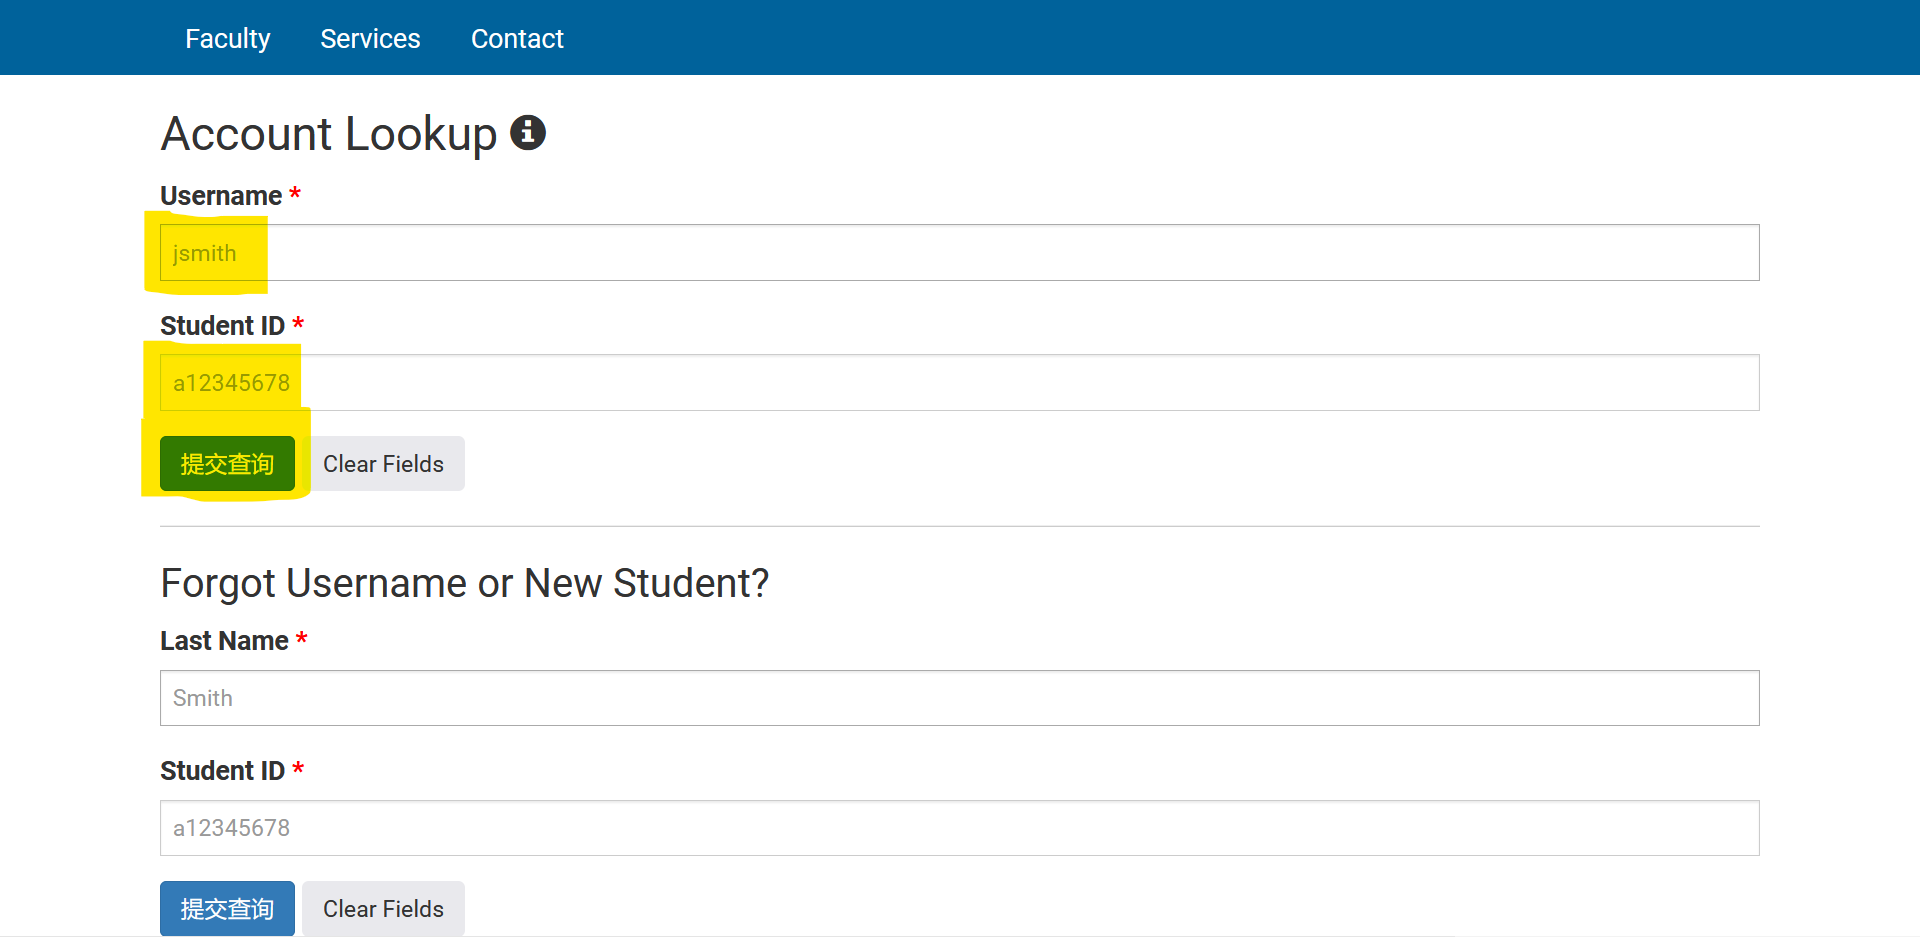 Faculty Services Contact
Account Lookup
Username *
jsmith
Student ID *
a12345678
提交查询 Clear Fields
Forgot Username or New Student?
Last Name *
Smith
Student ID *
a12345678
提交查询 Clear Fields